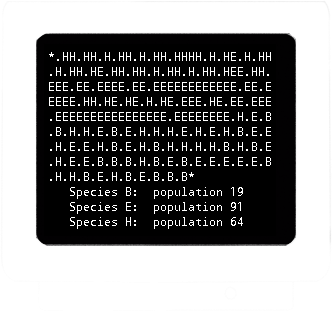 *.HH.HH.H.HH.H.HH.HHHH.H.HE.H.HH
.H.HH.HE.HH.HH.H.HH.H.HH.HEE.HH.
EEE.EE.EEEE.EE.EEEEEEEEEEEE.EE.E
EEEE.HH.HE.HE.H.HE.EEE.HE.EE.EEE
.EEEEEEEEEEEEEEEE.EEEEEEEE.H.E.B
.B.H.H.E.B.E.H.H.H.E.H.E.H.B.E.E
.H.E.B.E.B.E.H.H.E.H.H.H.B.H.B.E
.H.E.B.E.B.B.H.B.E.B.E.E.E.E.E.B
.H.H.B.E.H.B.E.B.B.B*
Species B: population 19
Species E: population 91
Species H: population 64